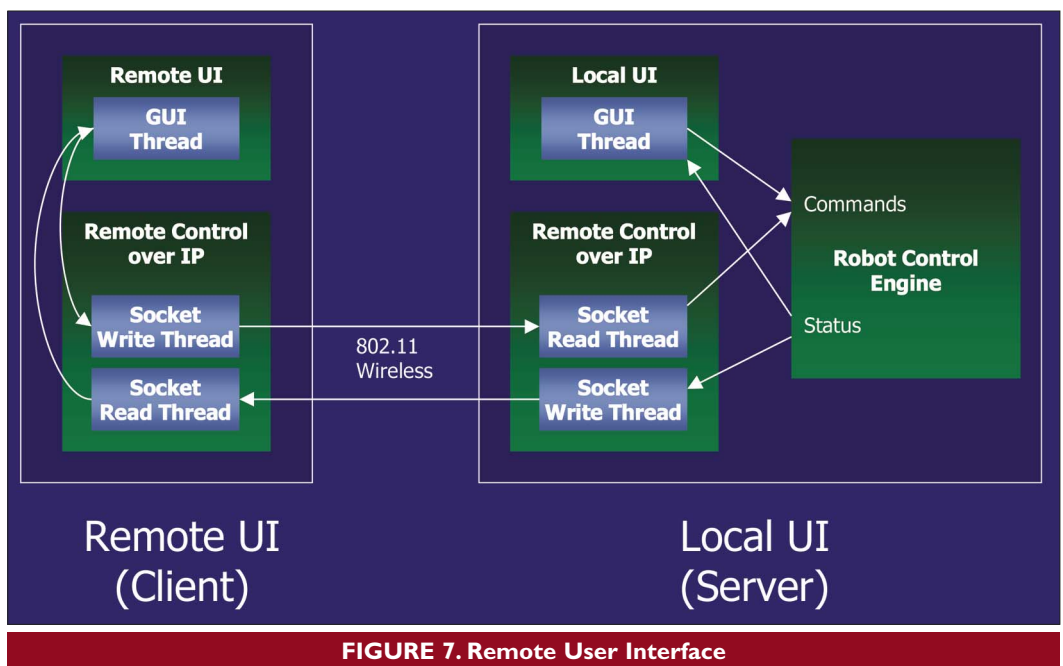 Remote UI
GUI
Thread
Remote Control
over IP
Socket
Write Thread
Socket
Read Thread
802.11
Wireless
Local UI
GUI
Thread
Remote Control
over IP
Socket
Read Thread
Socket
Write Thread
Commands
Robot Control
Engine
Status
Remote UI
(Client)
Local UI
(Server)
FIGURE 7. Remote User Interface